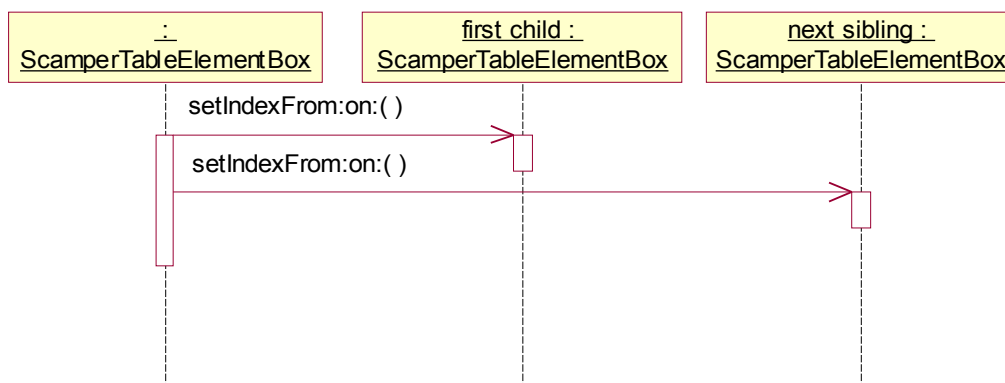 :
ScamperTableElementBox
first child :
ScamperTableElementBox
next sibling :
ScamperTableElementBox
setIndexFrom:on:( )
setIndexFrom:on:( )